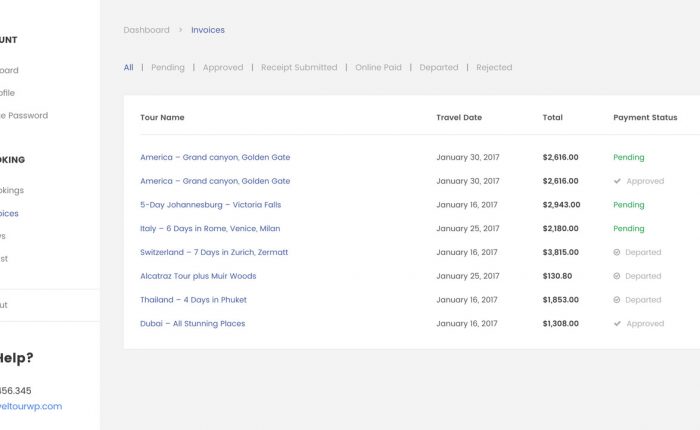 Dashboard > Invoices
All | Pending | Approved | Receipt Submitted | Online Paid | Departed | Rejected
Tour Name Travel Date Total Payment Status
America – Grand canyon, Golden Gate January 30, 2017 $2,616.00 Pending
America – Grand canyon, Golden Gate January 30, 2017 $2,616.00 Approved
5-Day Johannesburg – Victoria Falls January 16, 2017 $2,943.00 Pending
Italy – 6 Days in Rome, Venice, Milan January 25, 2017 $2,180.00 Pending
Switzerland – 7 Days in Zurich, Zermatt January 16, 2017 $3,815.00 Departed
Alcatraz Tour plus Muir Woods January 25, 2017 $130.80 Departed
Thailand – 4 Days in Phuket January 16, 2017 $1,853.00 Departed
Dubai – All Stunning Places January 16, 2017 $1,308.00 Approved
UNT
oard
ofile
e Password
OKING
okings
oices
ws
st
ut
Help?
456.345
veltourwp.com